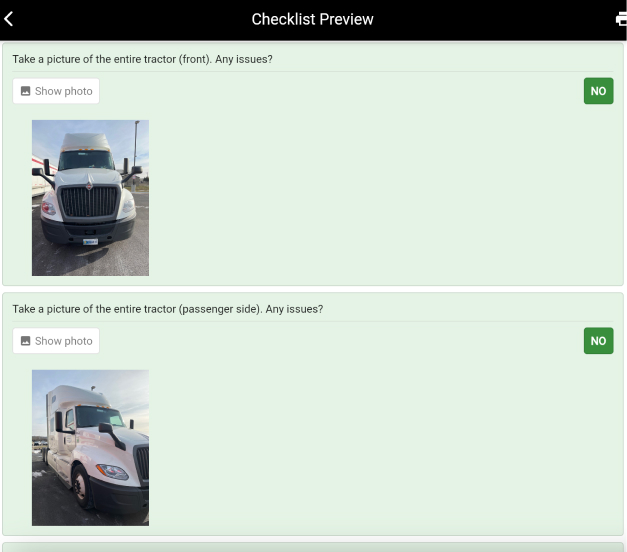 Checklist Preview
Take a picture of the entire tractor (front). Any issues?
Show photo
NO
Take a picture of the entire tractor (passenger side). Any issues?
Show photo
NO